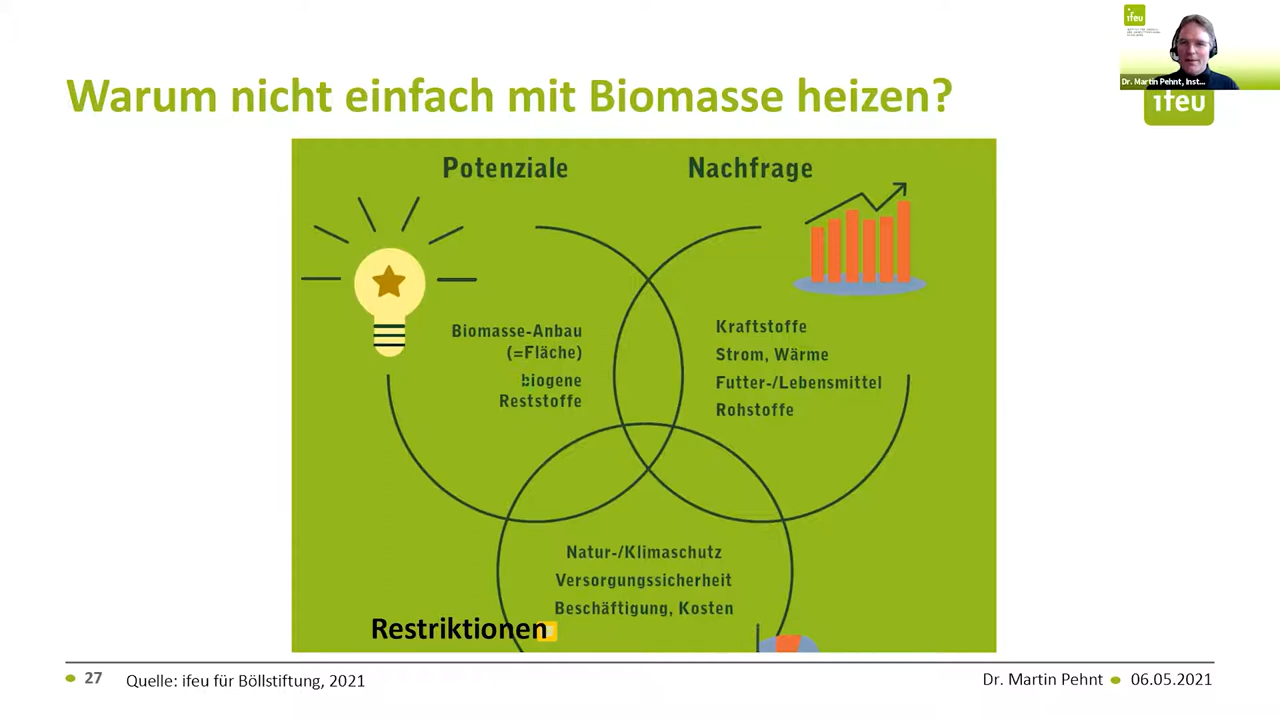 ifeu
Dr. Martin Pehnt, Inst...
Warum nicht einfach mit Biomasse heizen?
ifeu
Potenziale
Nachfrage
Biomasse-Anbau
(=Fläche)
biogene
Reststoffe
Kraftstoffe
Strom, Wärme
Futter-/Lebensmittel
Rohstoffe
Natur-/Klimaschutz
Versorgungssicherheit
Beschäftigung, Kosten
Restriktionen
27
Quelle: ifeu für Böllstiftung, 2021
Dr. Martin Pehnt
06.05.2021